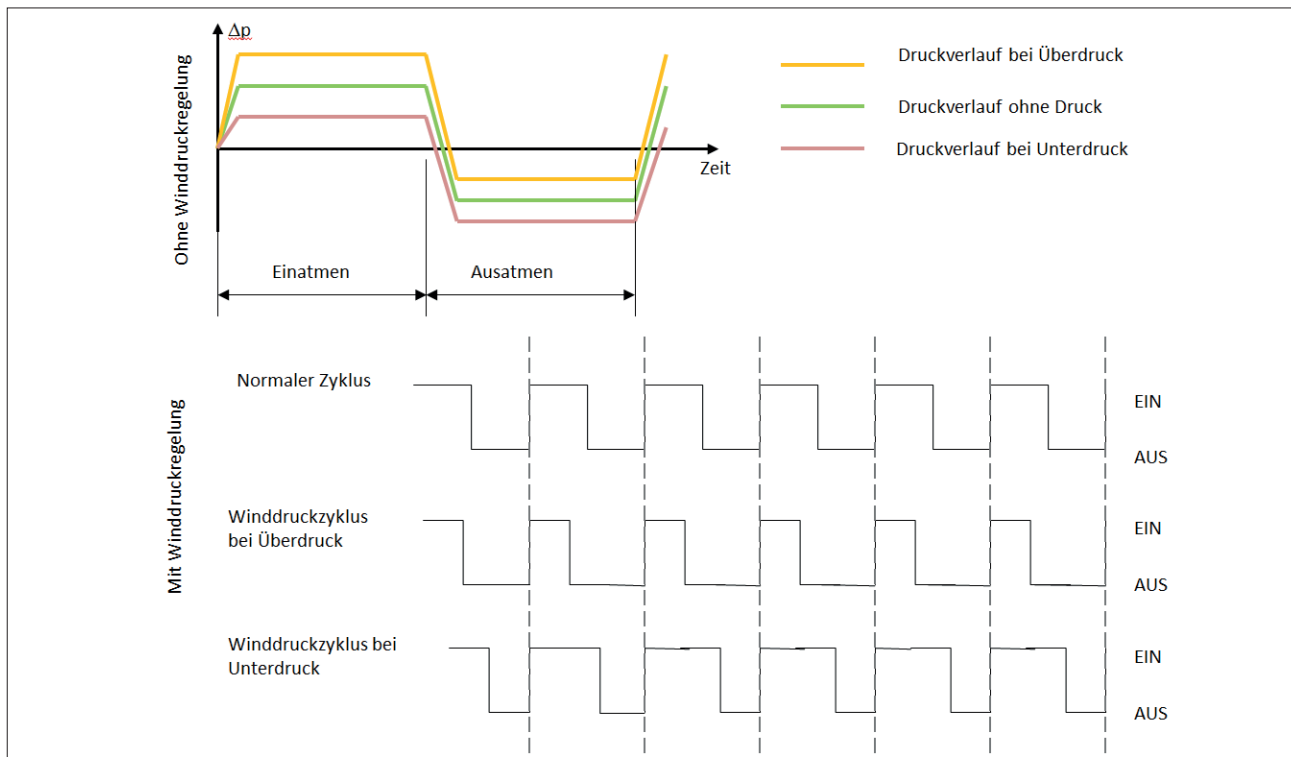 Δp
Ohne Winddruckregelung
Druckverlauf bei Überdruck
Druckverlauf ohne Druck
Druckverlauf bei Unterdruck
Zeit
Einatmen
Ausatmen
Mit Winddruckregelung
Normaler Zyklus
EIN
AUS
Winddruckzyklus
bei Überdruck
EIN
AUS
Winddruckzyklus bei
Unterdruck
EIN
AUS